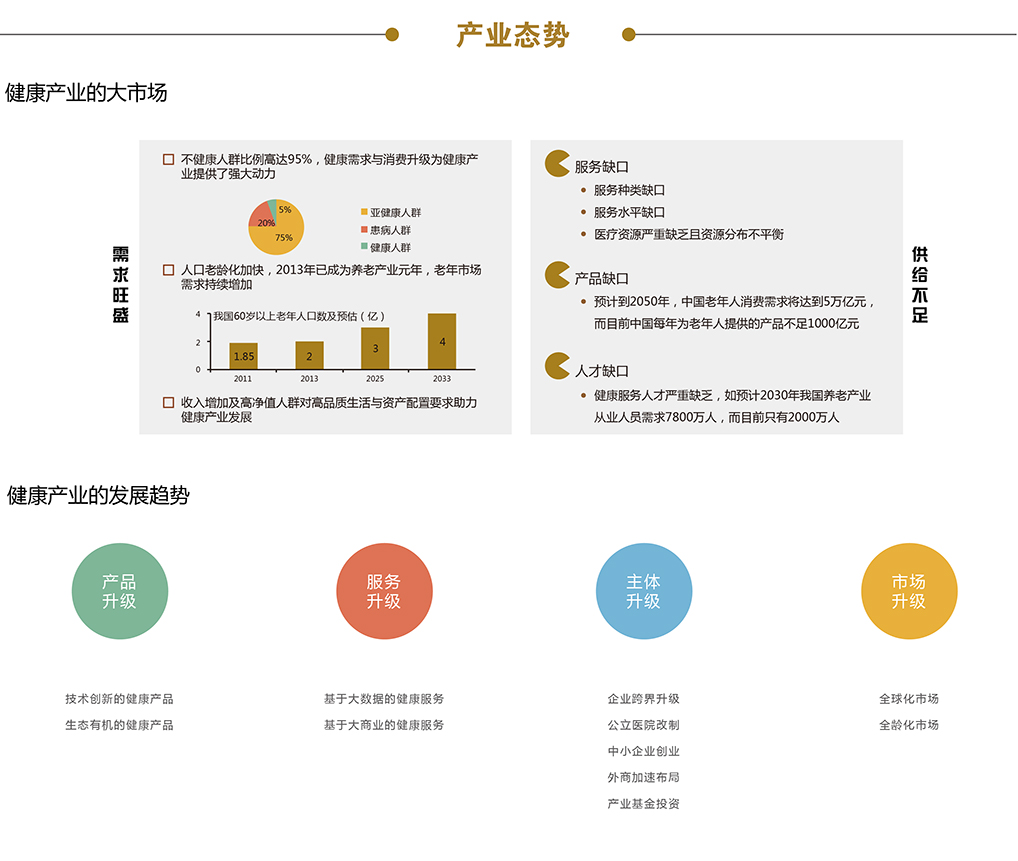 产业态势
健康产业的大市场
需求旺盛
不健康人群比例高达95%，健康需求与消费升级为健康产
业提供了强大动力
5%
20%
75%
亚健康人群
患病人群
健康人群
人口老龄化加快，2013年已成为养老产业元年，老年市场
需求持续增加
我国60岁以上老年人口数及预估（亿）
4
2
0
1.85
2
3
4
2011 2013 2025 2033
收入增加及高净值人群对高品质生活与资产配置要求助力
健康产业发展
服务缺口
服务种类缺口
服务水平缺口
医疗资源严重缺乏且资源分布不平衡
产品缺口
预计到2050年，中国老年人消费需求将达到5万亿元，
而目前中国每年为老年人提供的产品不足1000亿元
人才缺口
健康服务人才严重缺乏，如预计2030年我国养老产业
从业人员需求7800万人，而目前只有2000万人
供给不足
健康产业的发展趋势
产品
升级
技术创新的健康产品
生态有机的健康产品
服务
升级
基于大数据的健康服务
基于大商业的健康服务
主体
升级
企业跨界升级
公立医院改制
中小企业创业
外商加速布局
产业基金投资
市场
升级
全球化市场
全龄化市场